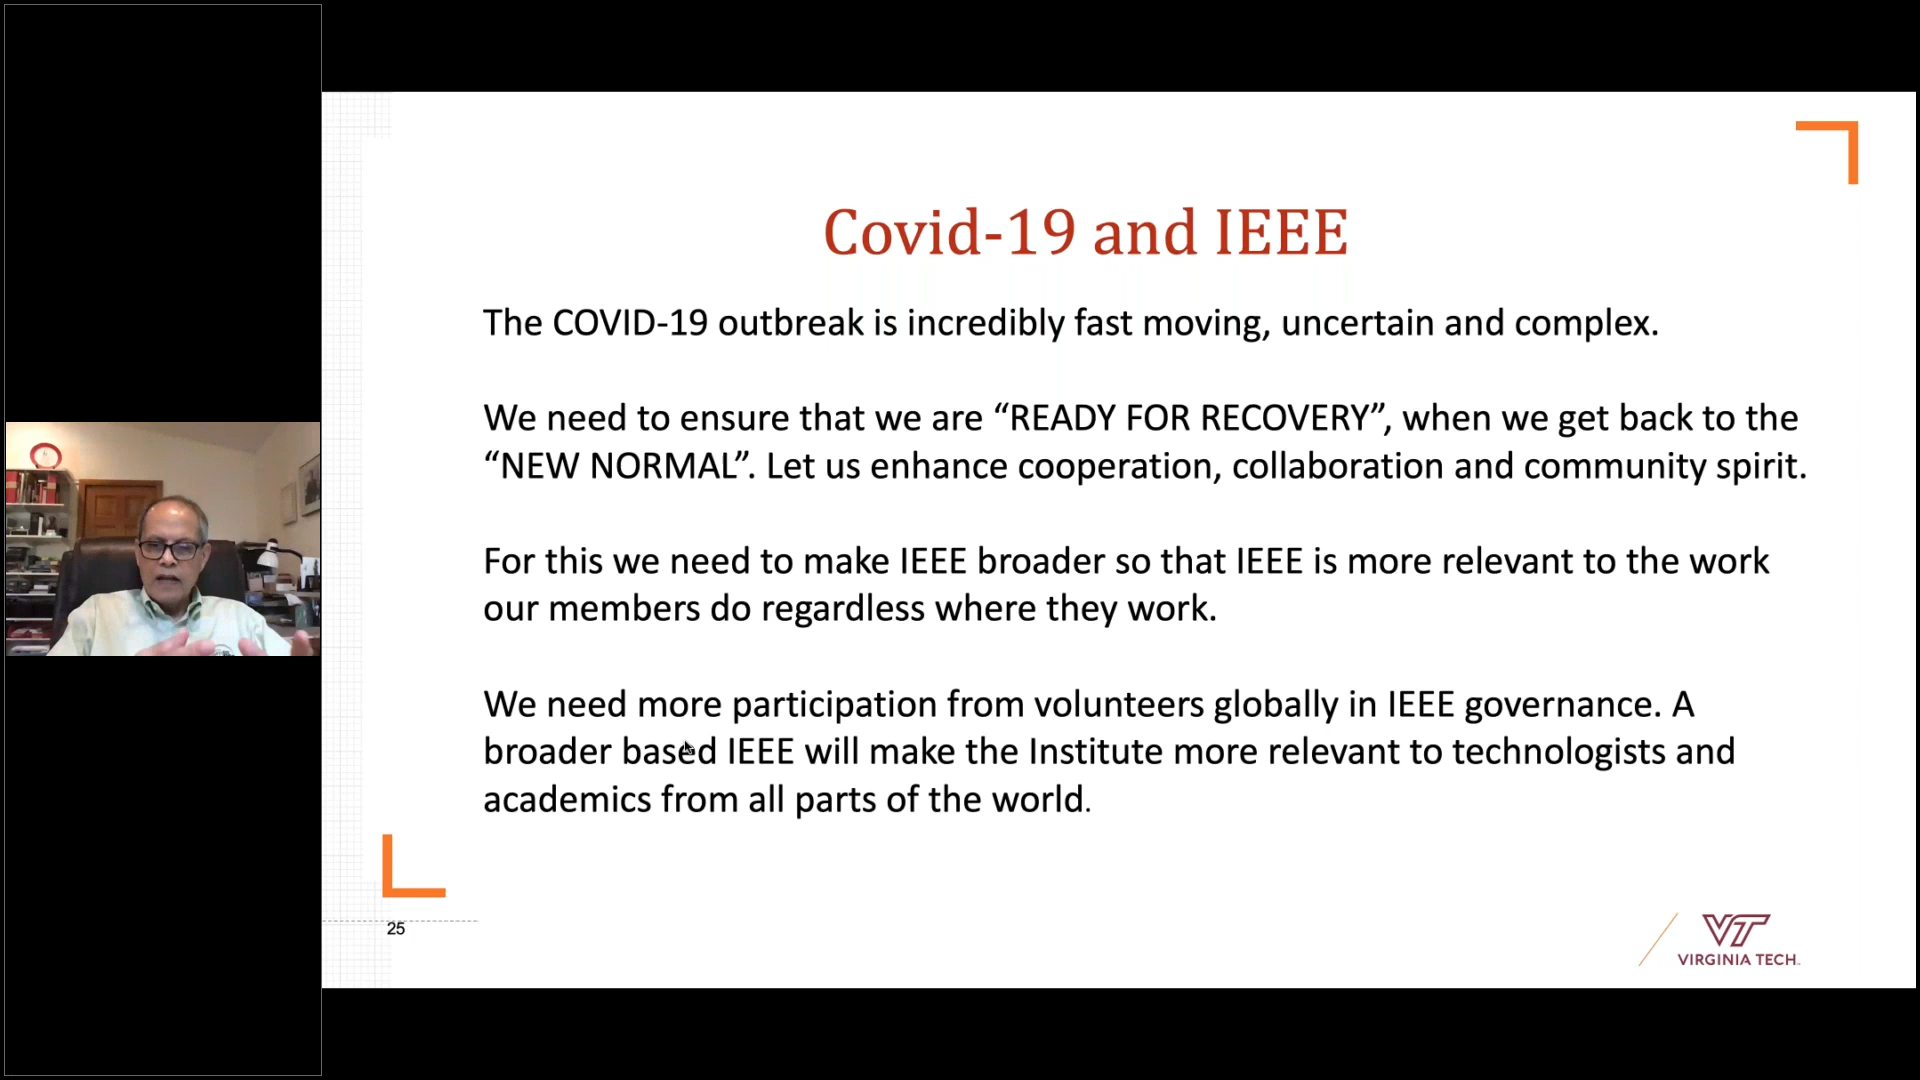 Covid-19 and IEEE
The COVID-19 outbreak is incredibly fast moving, uncertain and complex.
We need to ensure that we are “READY FOR RECOVERY”, when we get back to the
“NEW NORMAL”. Let us enhance cooperation, collaboration and community spirit.
For this we need to make IEEE broader so that IEEE is more relevant to the work
our members do regardless where they work.
We need more participation from volunteers globally in IEEE governance. A
broader based IEEE will make the Institute more relevant to technologists and
academics from all parts of the world.
25
VT
VIRGINIA TECH.